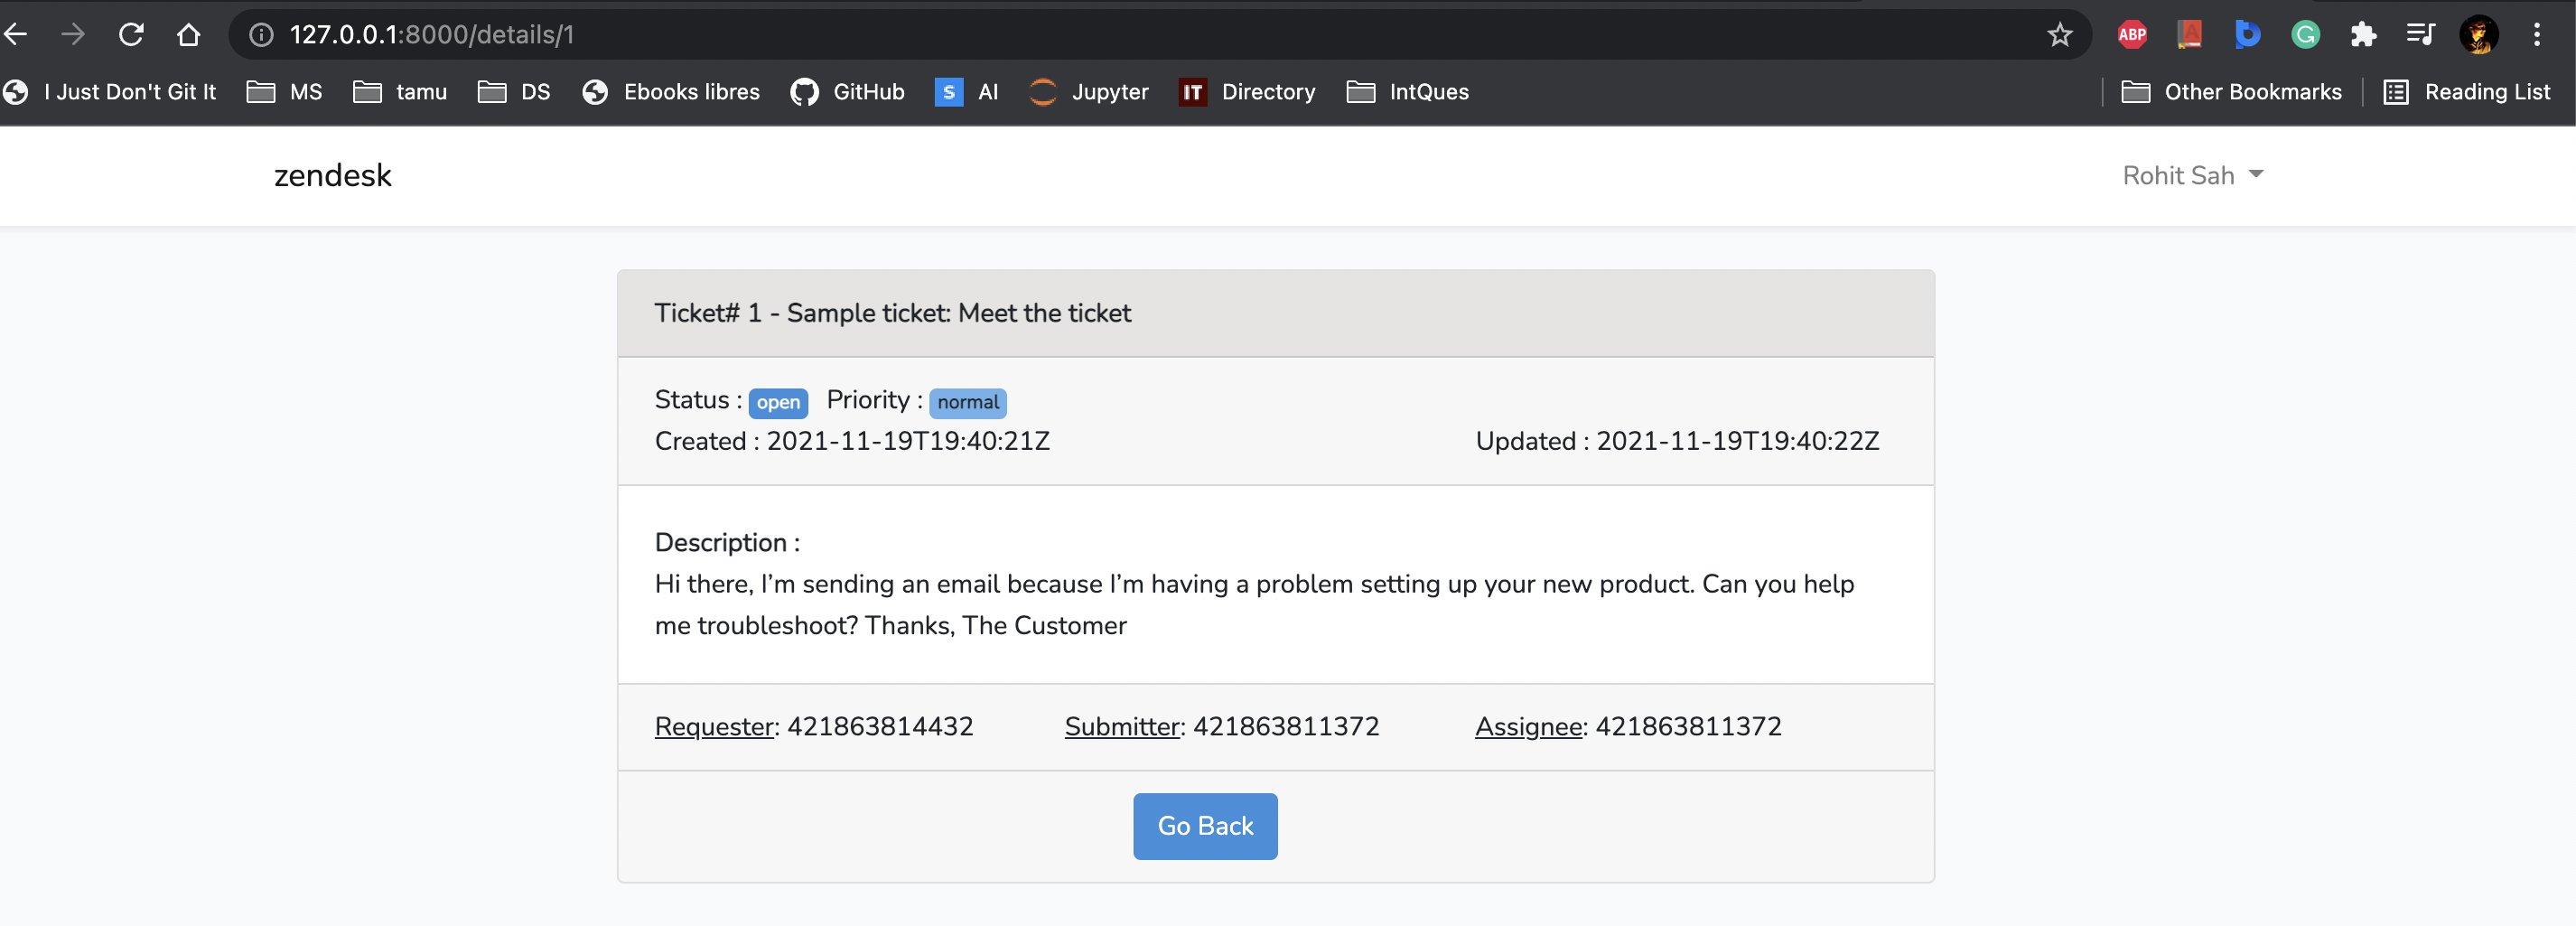 127.0.0.1:8000/details/1
ABP A b G
I Just Don't Git It MS tamu DS Ebooks libres GitHub S AI Jupyter IT Directory IntQues Other Bookmarks Reading List
zendesk Rohit Sah
Ticket# 1 - Sample ticket: Meet the ticket
Status : open Priority : normal
Created : 2021-11-19T19:40:21Z Updated : 2021-11-19T19:40:22Z
Description :
Hi there, I’m sending an email because I’m having a problem setting up your new product. Can you help
me troubleshoot? Thanks, The Customer
Requester: 421863814432 Submitter: 421863811372 Assignee: 421863811372
Go Back